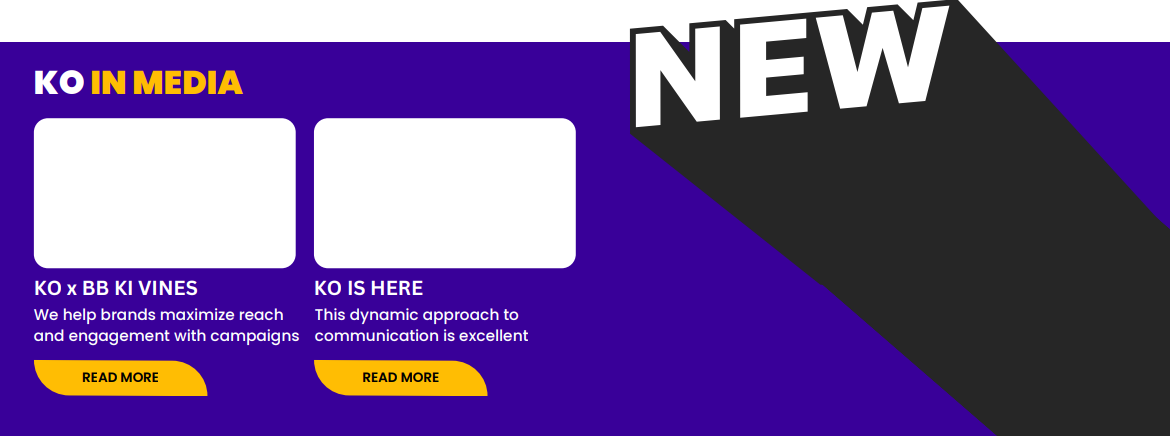 NEW
KO IN MEDIA
KO x BB KI VINES
We help brands maximize reach
and engagement with campaigns
READ MORE
KO IS HERE
This dynamic approach to
communication is excellent
READ MORE